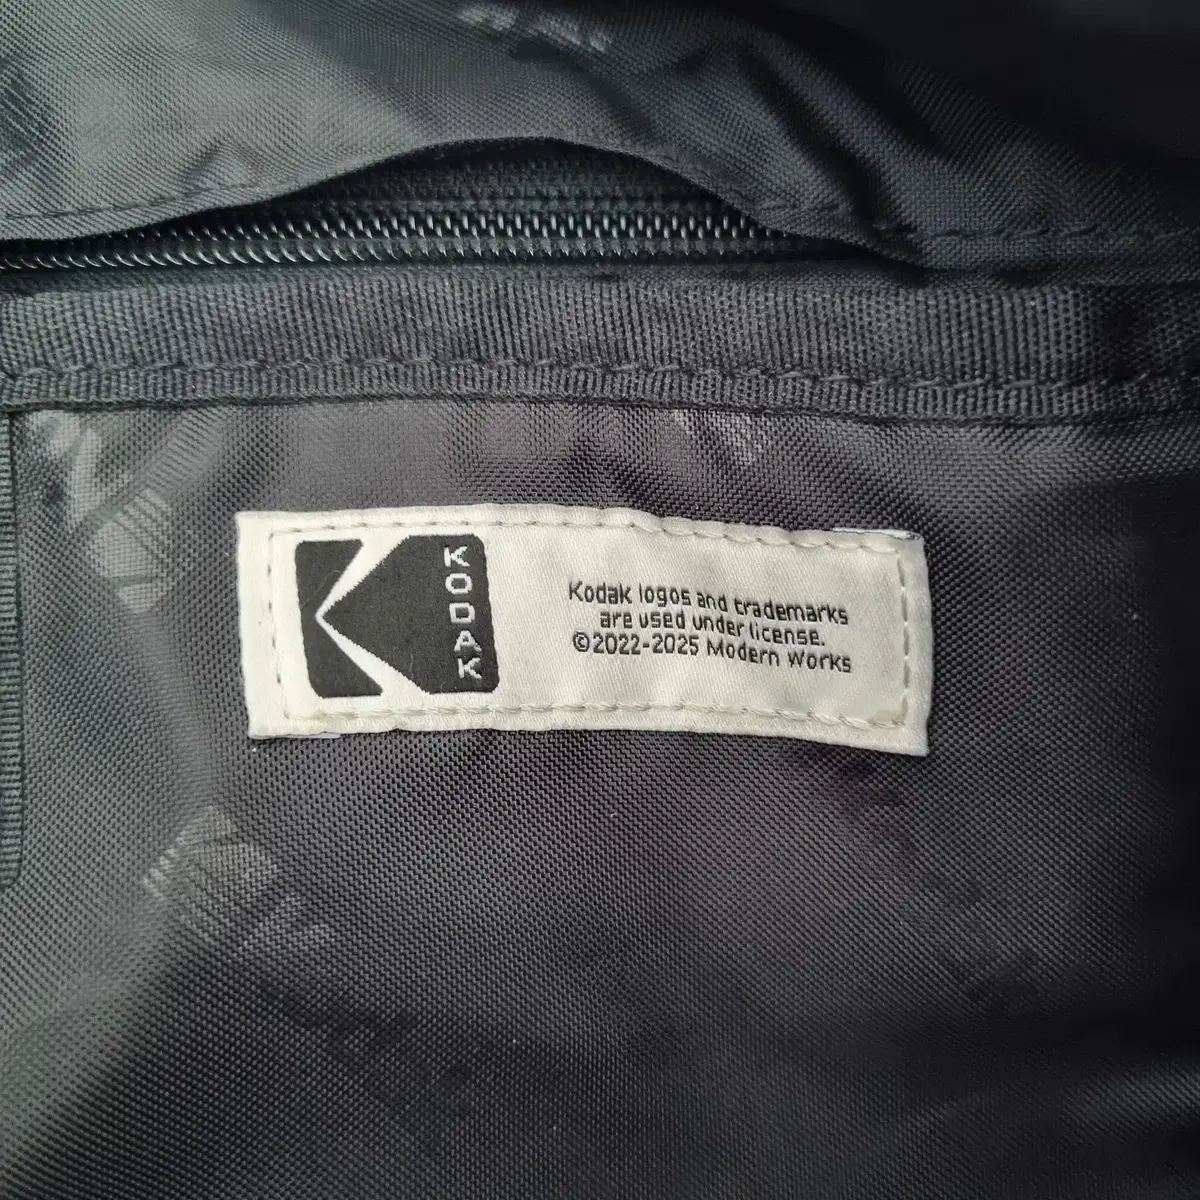 KODAK
Kodak logos and trademarks
are used under license.
©2022-2025 Modern Works